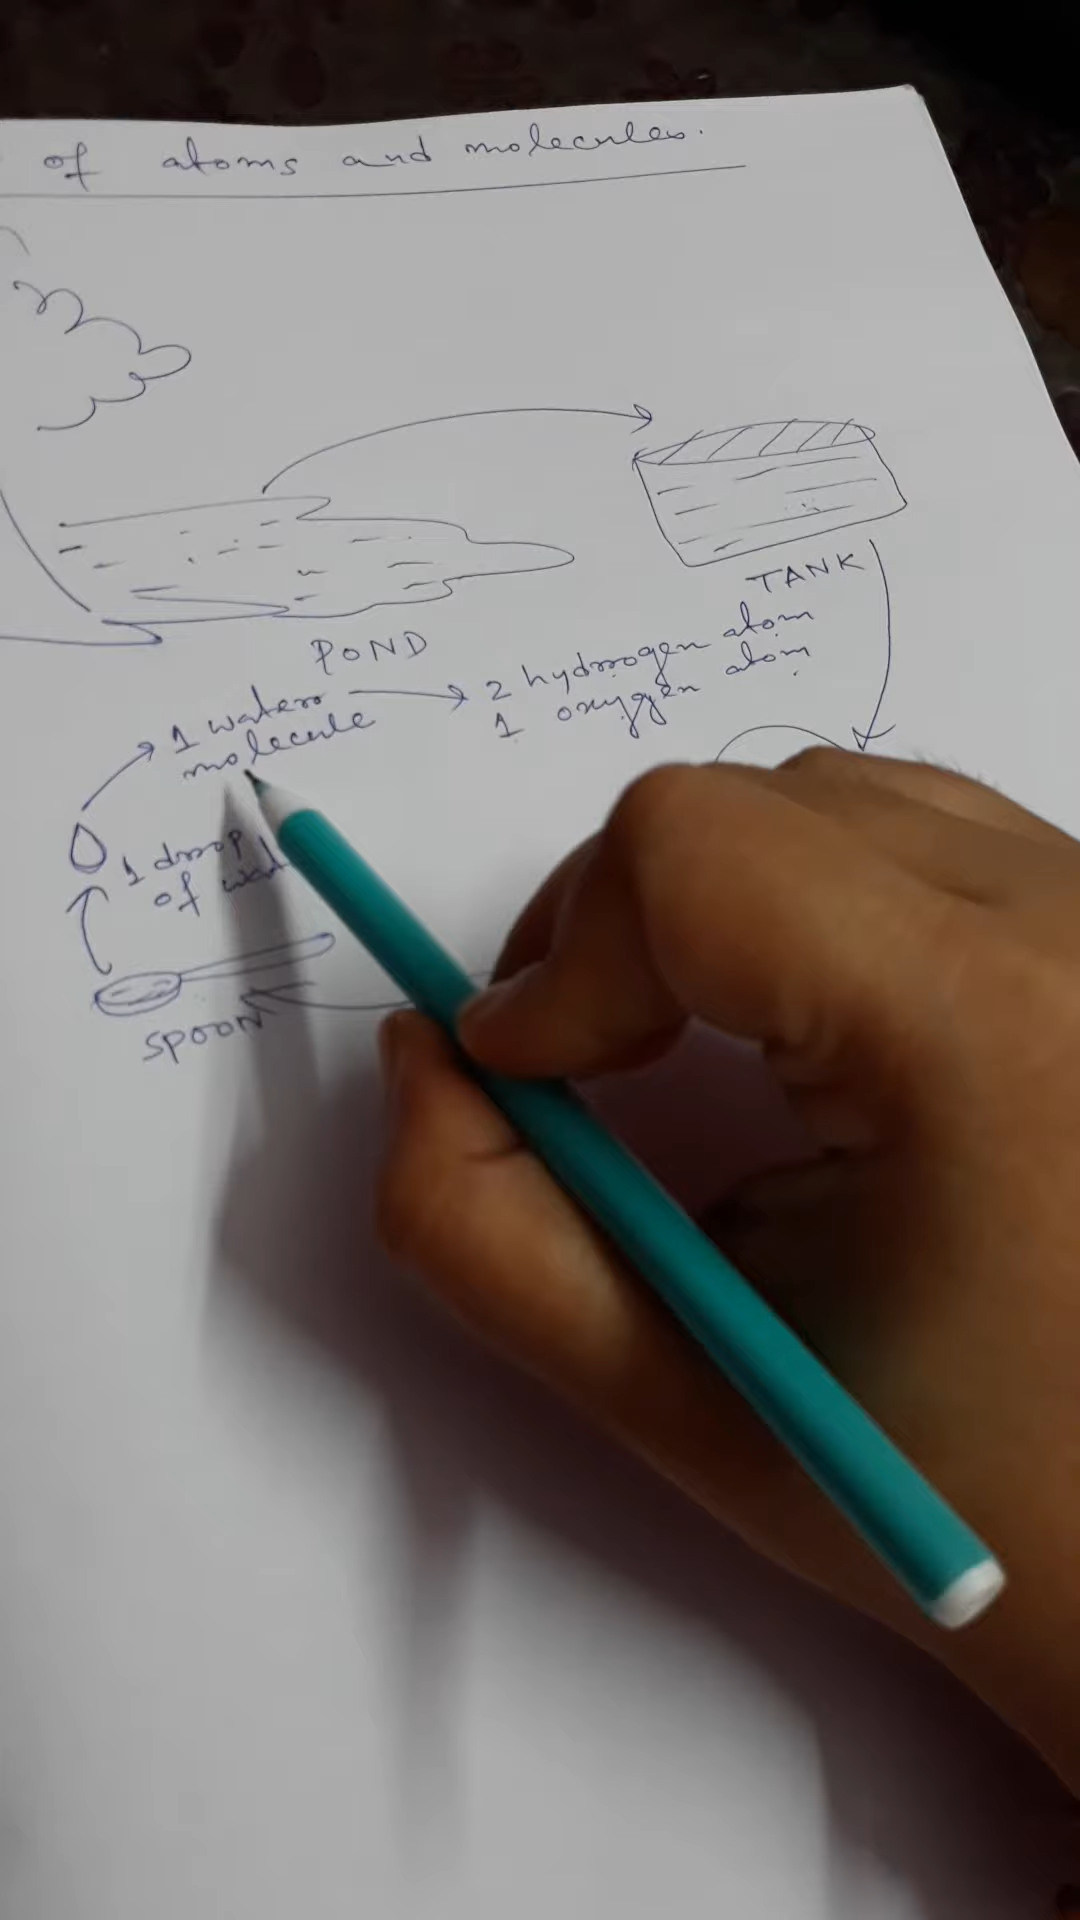 of atoms and molecules.
TANK
POND
1 water
molecule
2 hydrogen atom
1 oxygen atom
1 drop
of
SPOON